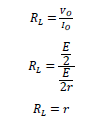 R_L = v_O / i_O
R_L = (E / 2) / (E / 2r)
R_L = r